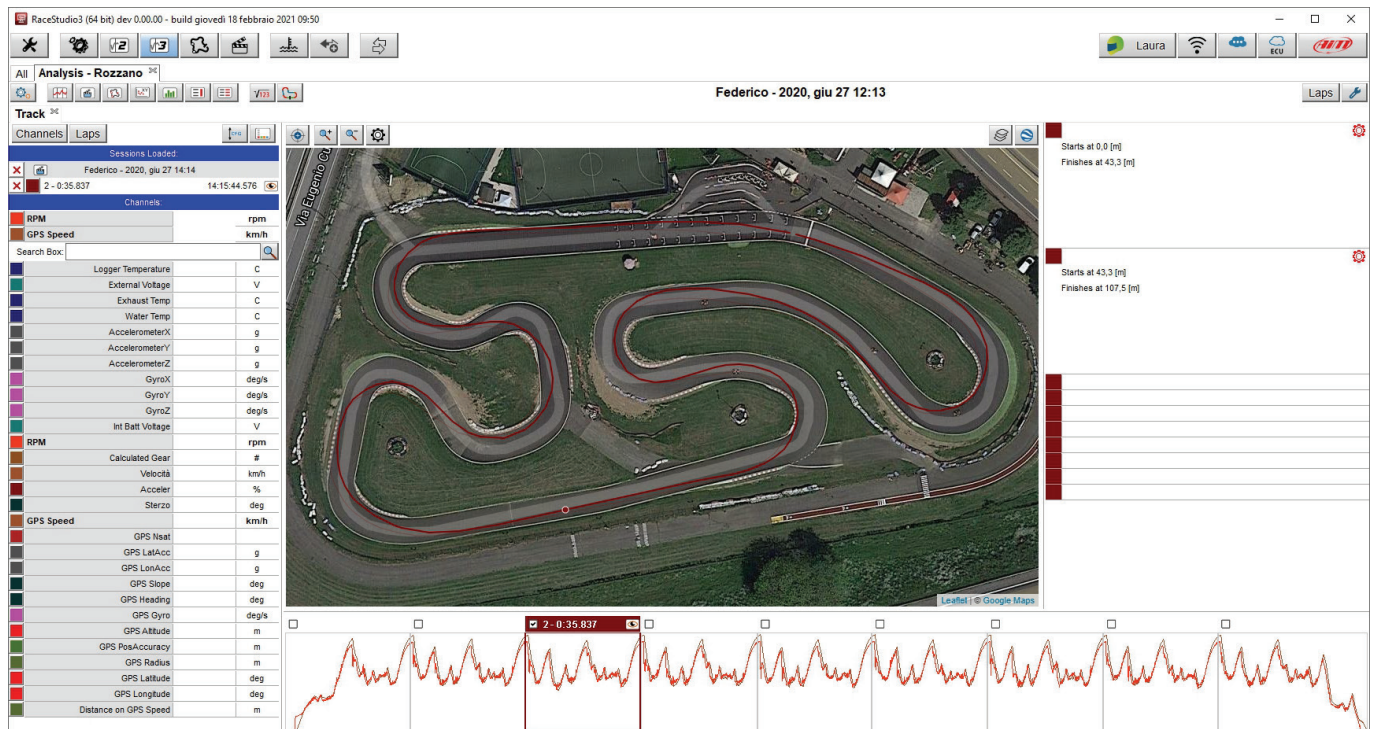 RaceStudio3 (64 bit) dev 0.00.00 - build giovedì 18 febbraio 2021 09:50
Laura
ECU
All Analysis - Rozzano
Federico - 2020, giu 27 12:13
Laps
Track
Channels Laps
Sessions Loaded:
Federico - 2020, giu 27 14:14
2 - 0:35.837 14:15:44.576
Channels:
RPM rpm
GPS Speed km/h
Search Box:
Logger Temperature C
External Voltage V
Exhaust Temp C
Water Temp C
AccelerometerX g
AccelerometerY g
AccelerometerZ g
GyroX deg/s
GyroY deg/s
GyroZ deg/s
Int Batt Voltage V
RPM rpm
Calculated Gear #
Velocità km/h
Acceler %
Sterzo deg
GPS Speed km/h
GPS Nsat
GPS LatAcc g
GPS LonAcc g
GPS Slope deg
GPS Heading deg
GPS Gyro deg/s
GPS Altitude m
GPS PosAccuracy m
GPS Radius m
GPS Latitude deg
GPS Longitude deg
Distance on GPS Speed m
Via Eugenio Cu
Leaflet | © Google Maps
Starts at 0,0 [m]
Finishes at 43,3 [m]
Starts at 43,3 [m]
Finishes at 107,5 [m]
2 - 0:35.837